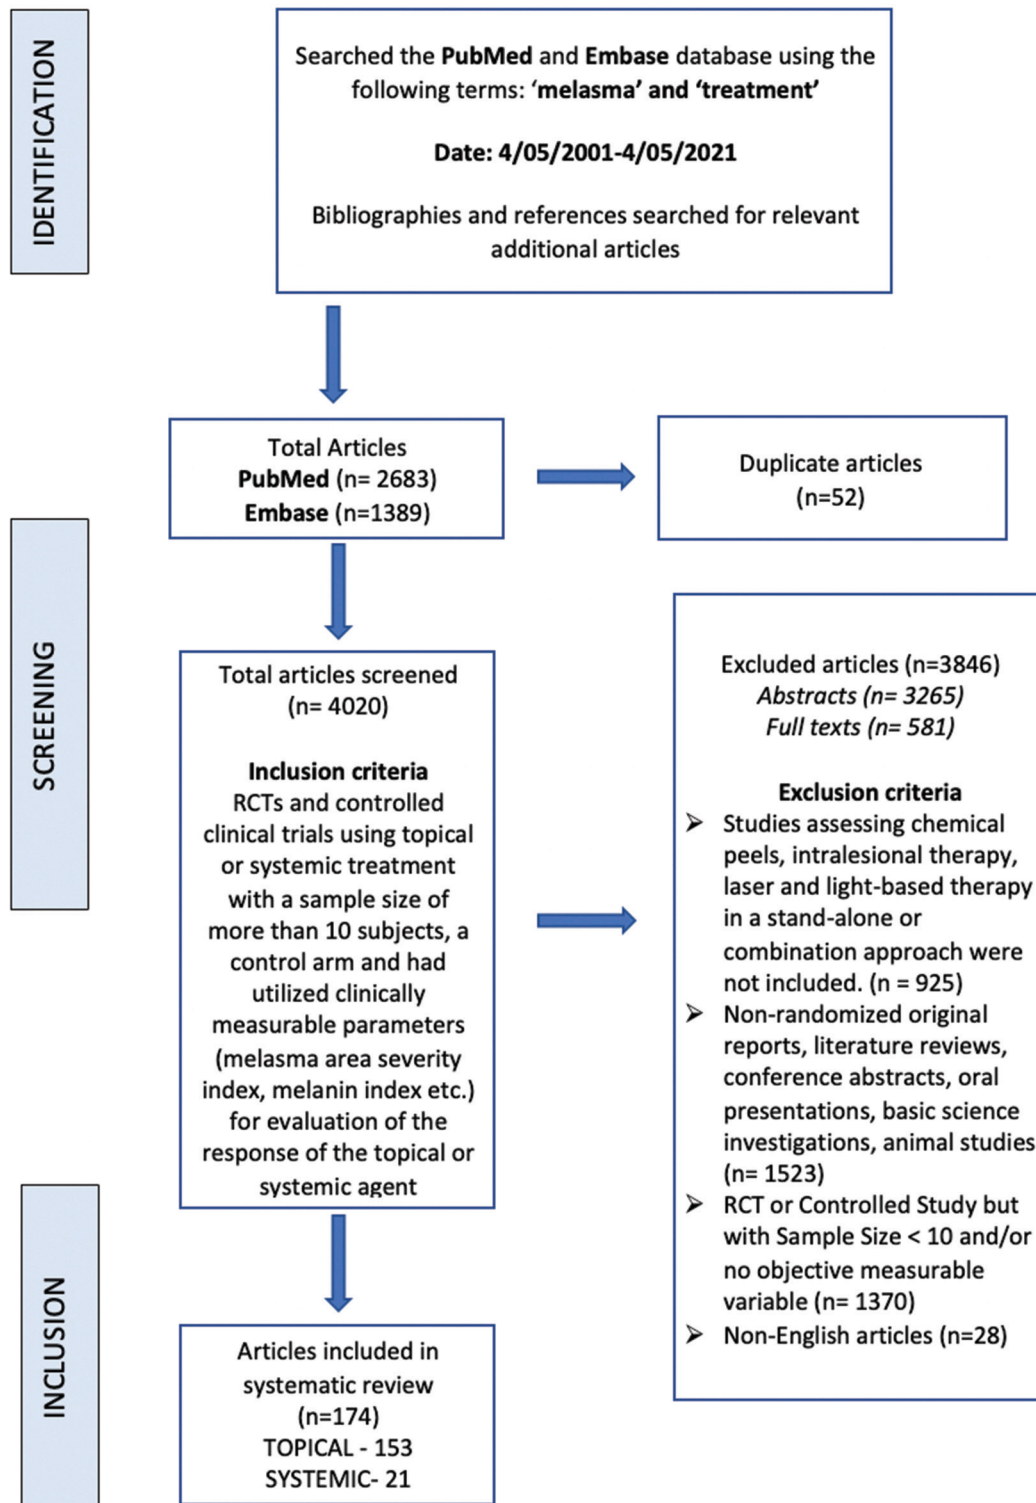 IDENTIFICATION
Searched the PubMed and Embase database using the
following terms: ‘melasma’ and ‘treatment’
Date: 4/05/2001-4/05/2021
Bibliographies and references searched for relevant
additional articles
Total Articles
PubMed (n= 2683)
Embase (n=1389)
Duplicate articles
(n=52)
SCREENING
Total articles screened
(n= 4020)
Inclusion criteria
RCTs and controlled
clinical trials using topical
or systemic treatment
with a sample size of
more than 10 subjects, a
control arm and had
utilized clinically
measurable parameters
(melasma area severity
index, melanin index etc.)
for evaluation of the
response of the topical or
systemic agent
Excluded articles (n=3846)
Abstracts (n= 3265)
Full texts (n= 581)
Exclusion criteria
➢ Studies assessing chemical
peels, intralesional therapy,
laser and light-based therapy
in a stand-alone or
combination approach were
not included. (n = 925)
➢ Non-randomized original
reports, literature reviews,
conference abstracts, oral
presentations, basic science
investigations, animal studies
(n= 1523)
➢ RCT or Controlled Study but
with Sample Size < 10 and/or
no objective measurable
variable (n= 1370)
➢ Non-English articles (n=28)
INCLUSION
Articles included in
systematic review
(n=174)
TOPICAL - 153
SYSTEMIC- 21